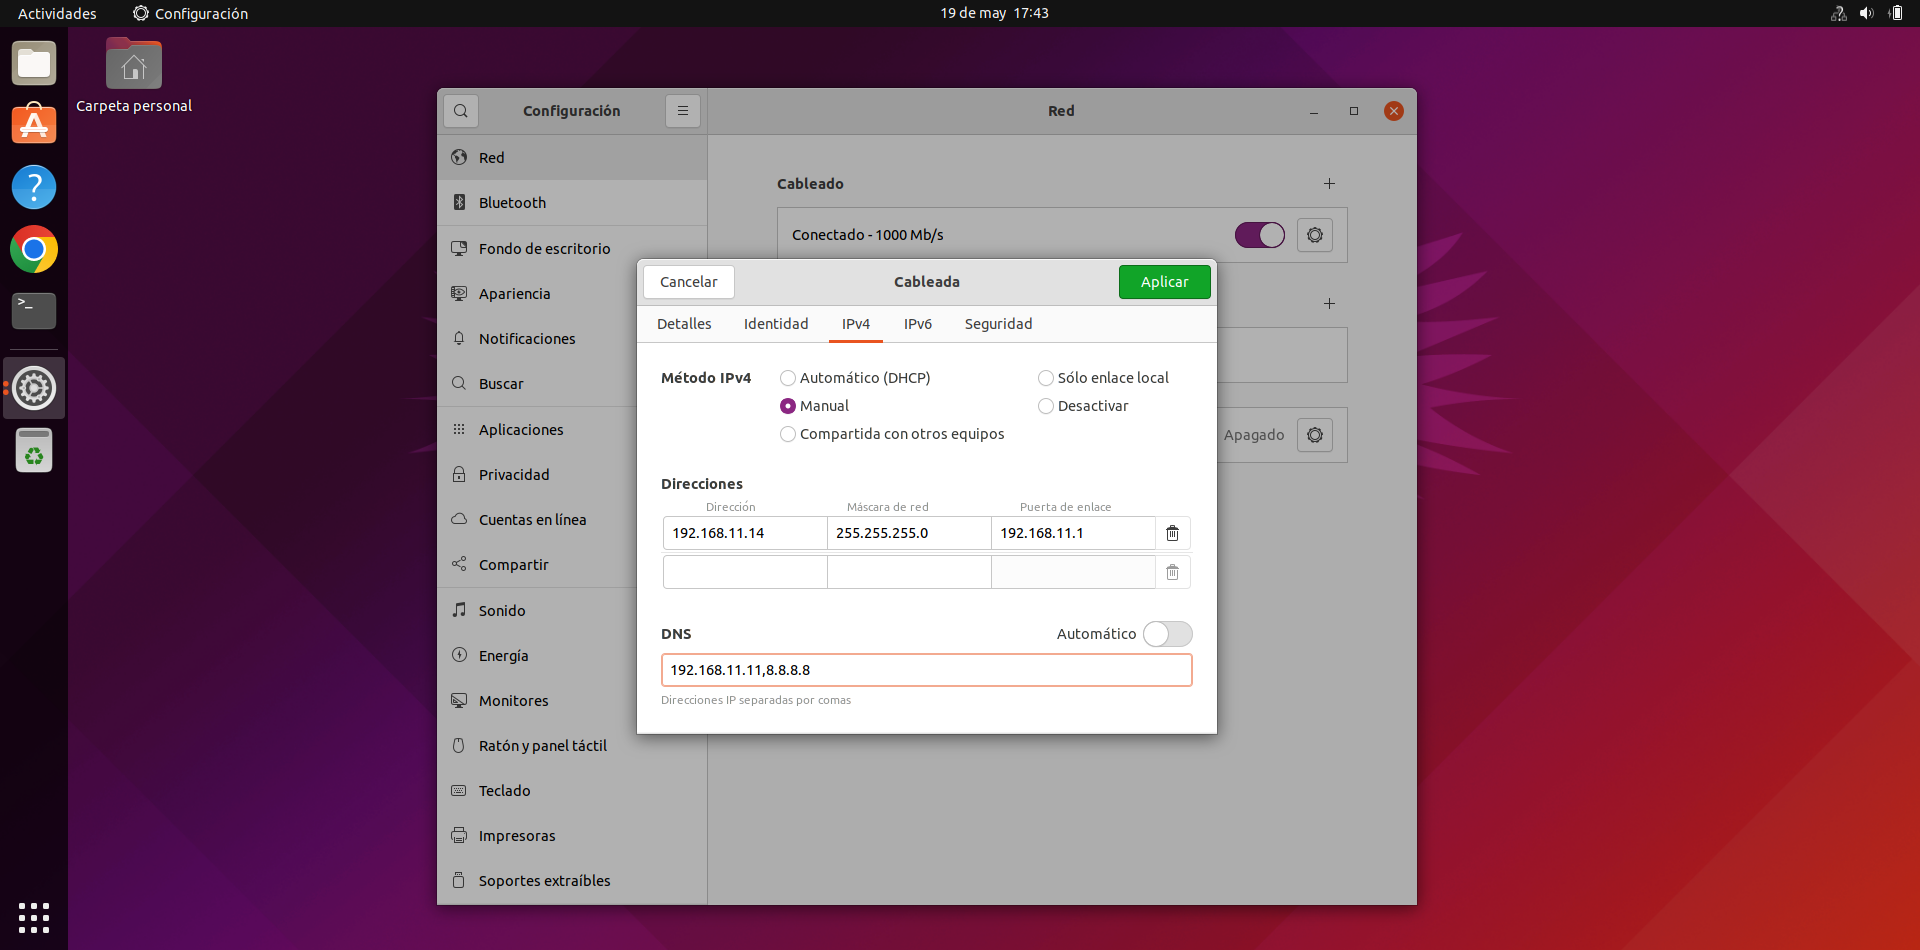 Actividades
Configuración
19 de may 17:43
Carpeta personal
Configuración
Red
Red
Bluetooth
Fondo de escritorio
Apariencia
Notificaciones
Buscar
Aplicaciones
Privacidad
Cuentas en línea
Compartir
Sonido
Energía
Monitores
Ratón y panel táctil
Teclado
Impresoras
Soportes extraíbles
Cableado
Conectado - 1000 Mb/s
Apagado
Cancelar
Cableada
Aplicar
Detalles
Identidad
IPv4
IPv6
Seguridad
Método IPv4
Automático (DHCP)
Sólo enlace local
Manual
Desactivar
Compartida con otros equipos
Direcciones
Dirección
Máscara de red
Puerta de enlace
192.168.11.14
255.255.255.0
192.168.11.1
DNS
Automático
192.168.11.11,8.8.8.8
Direcciones IP separadas por comas